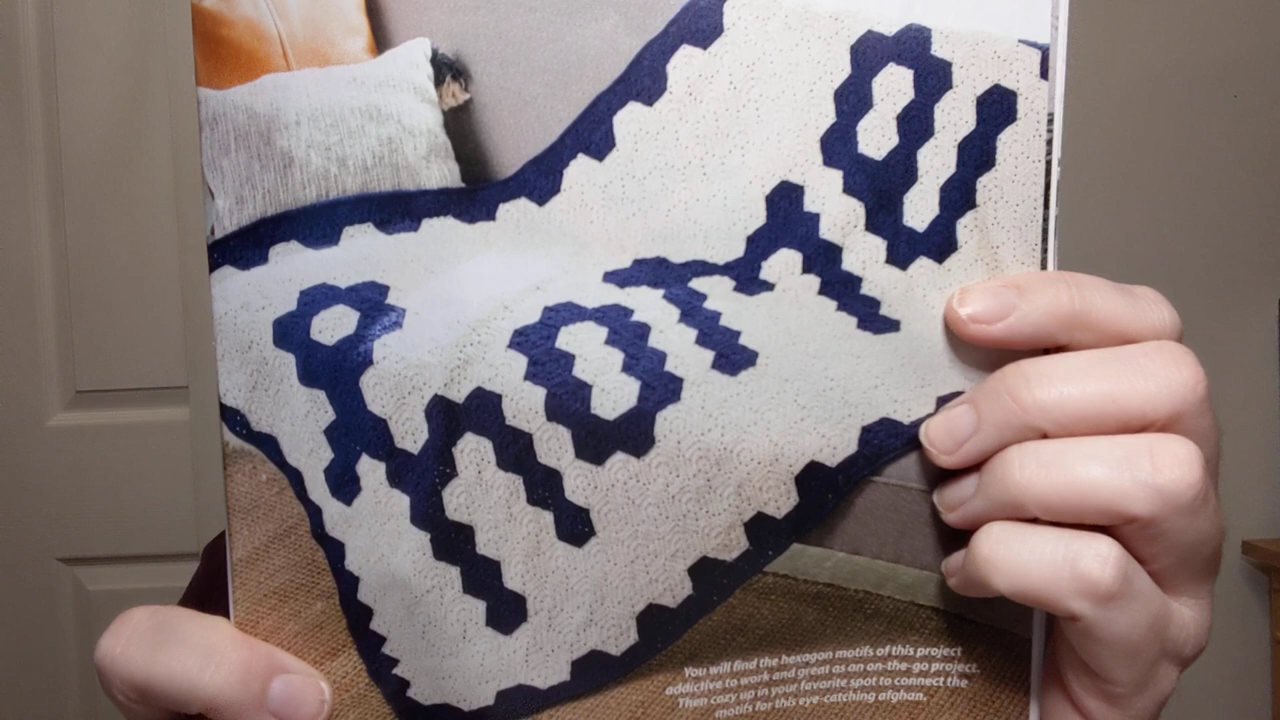 You will find the hexagon motifs of this project
addictive to work and great as an on-the-go project.
Then cozy up in your favorite spot to connect the
motifs for this eye-catching afghan.